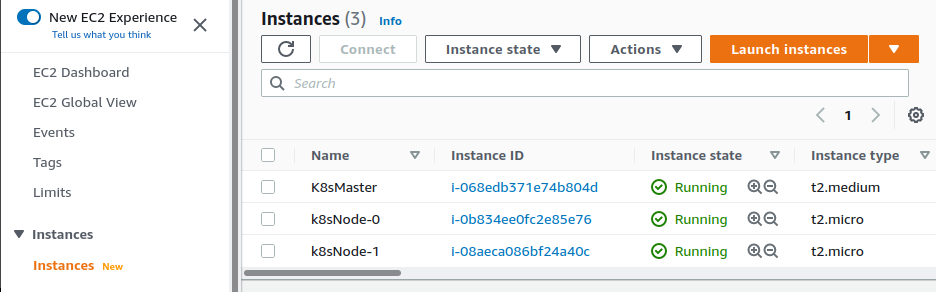 New EC2 Experience
Tell us what you think
EC2 Dashboard
EC2 Global View
Events
Tags
Limits
Instances
Instances New
Instances (3) Info
Connect Instance state Actions Launch instances
Search
1
Name Instance ID Instance state Instance type
K8sMaster i-068edb371e74b804d Running t2.medium
k8sNode-0 i-0b834ee0fc2e85e76 Running t2.micro
k8sNode-1 i-08aeca086bf24a40c Running t2.micro